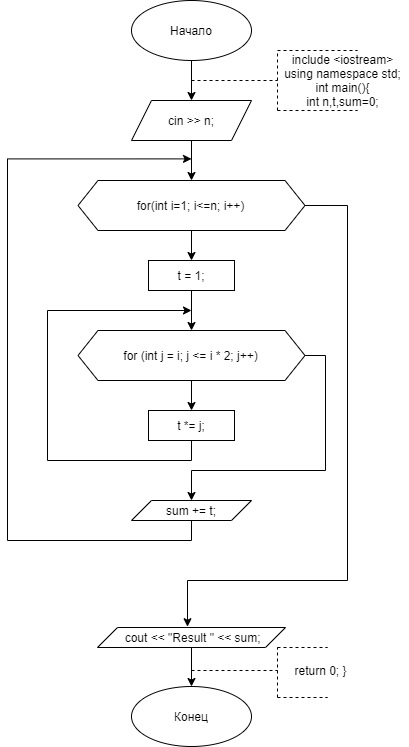 Начало
include <iostream>
using namespace std;
int main(){
int n,t,sum=0;
cin >> n;
for(int i=1; i<=n; i++)
t = 1;
for (int j = i; j <= i * 2; j++)
t *= j;
sum += t;
cout << "Result " << sum;
return 0; }
Конец